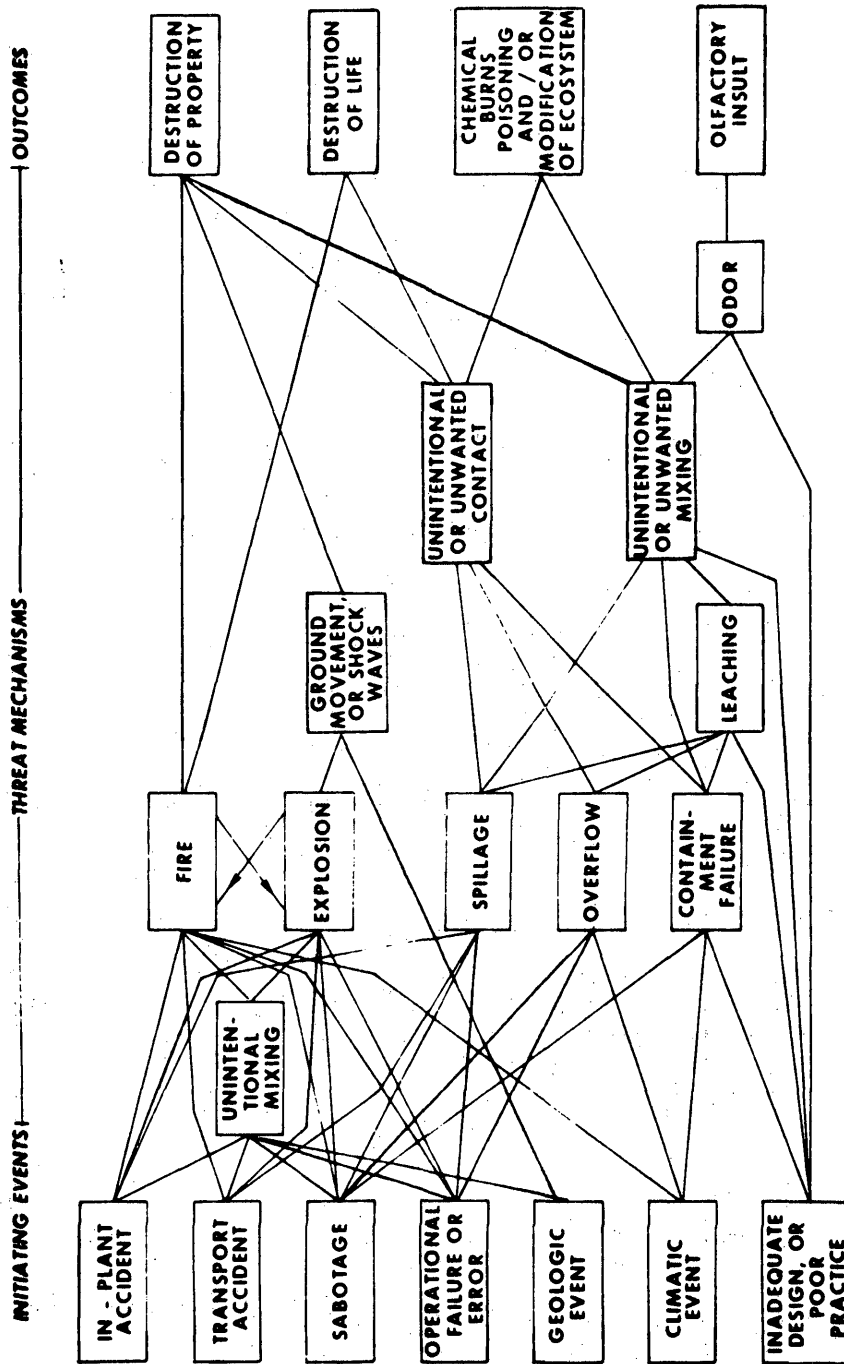 INITIATING EVENTS
THREAT MECHANISMS
OUTCOMES
IN - PLANT
ACCIDENT
TRANSPORT
ACCIDENT
SABOTAGE
OPERATIONAL
FAILURE OR
ERROR
GEOLOGIC
EVENT
CLIMATIC
EVENT
INADEQUATE
DESIGN, OR
POOR
PRACTICE
UNINTEN-
TIONAL
MIXING
FIRE
EXPLOSION
SPILLAGE
OVERFLOW
CONTAIN-
MENT
FAILURE
GROUND
MOVEMENT,
OR SHOCK
WAVES
LEACHING
UNINTENTIONAL
OR UNWANTED
CONTACT
UNINTENTIONAL
OR UNWANTED
MIXING
ODOR
DESTRUCTION
OF PROPERTY
DESTRUCTION
OF LIFE
CHEMICAL
BURNS
POISONING
AND / OR
MODIFICATION
OF ECOSYSTEM
OLFACTORY
INSULT